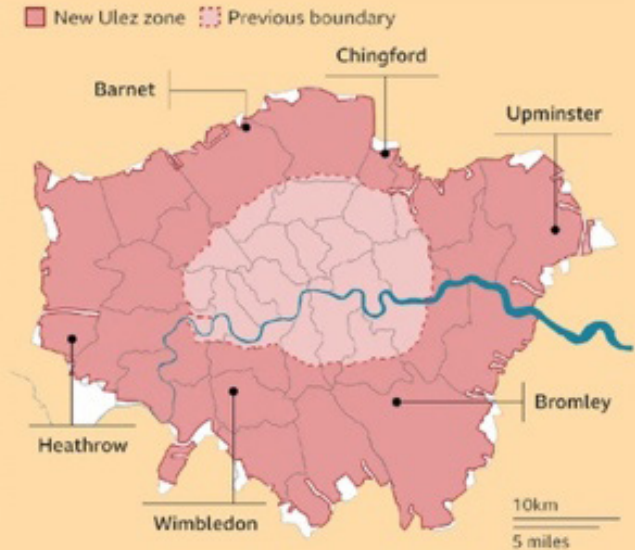 New Ulez zone Previous boundary
Chingford
Barnet
Upminster
Bromley
Heathrow
Wimbledon
10km
5 miles